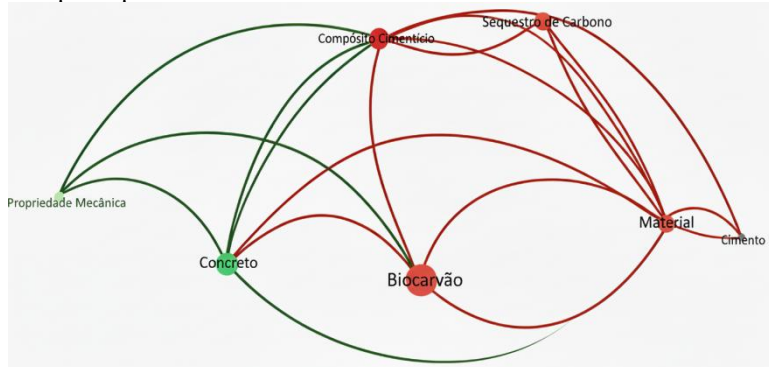 Compósito Cimentício
Sequestro de Carbono
Propriedade Mecânica
Material
Cimento
Concreto
Biocarvão